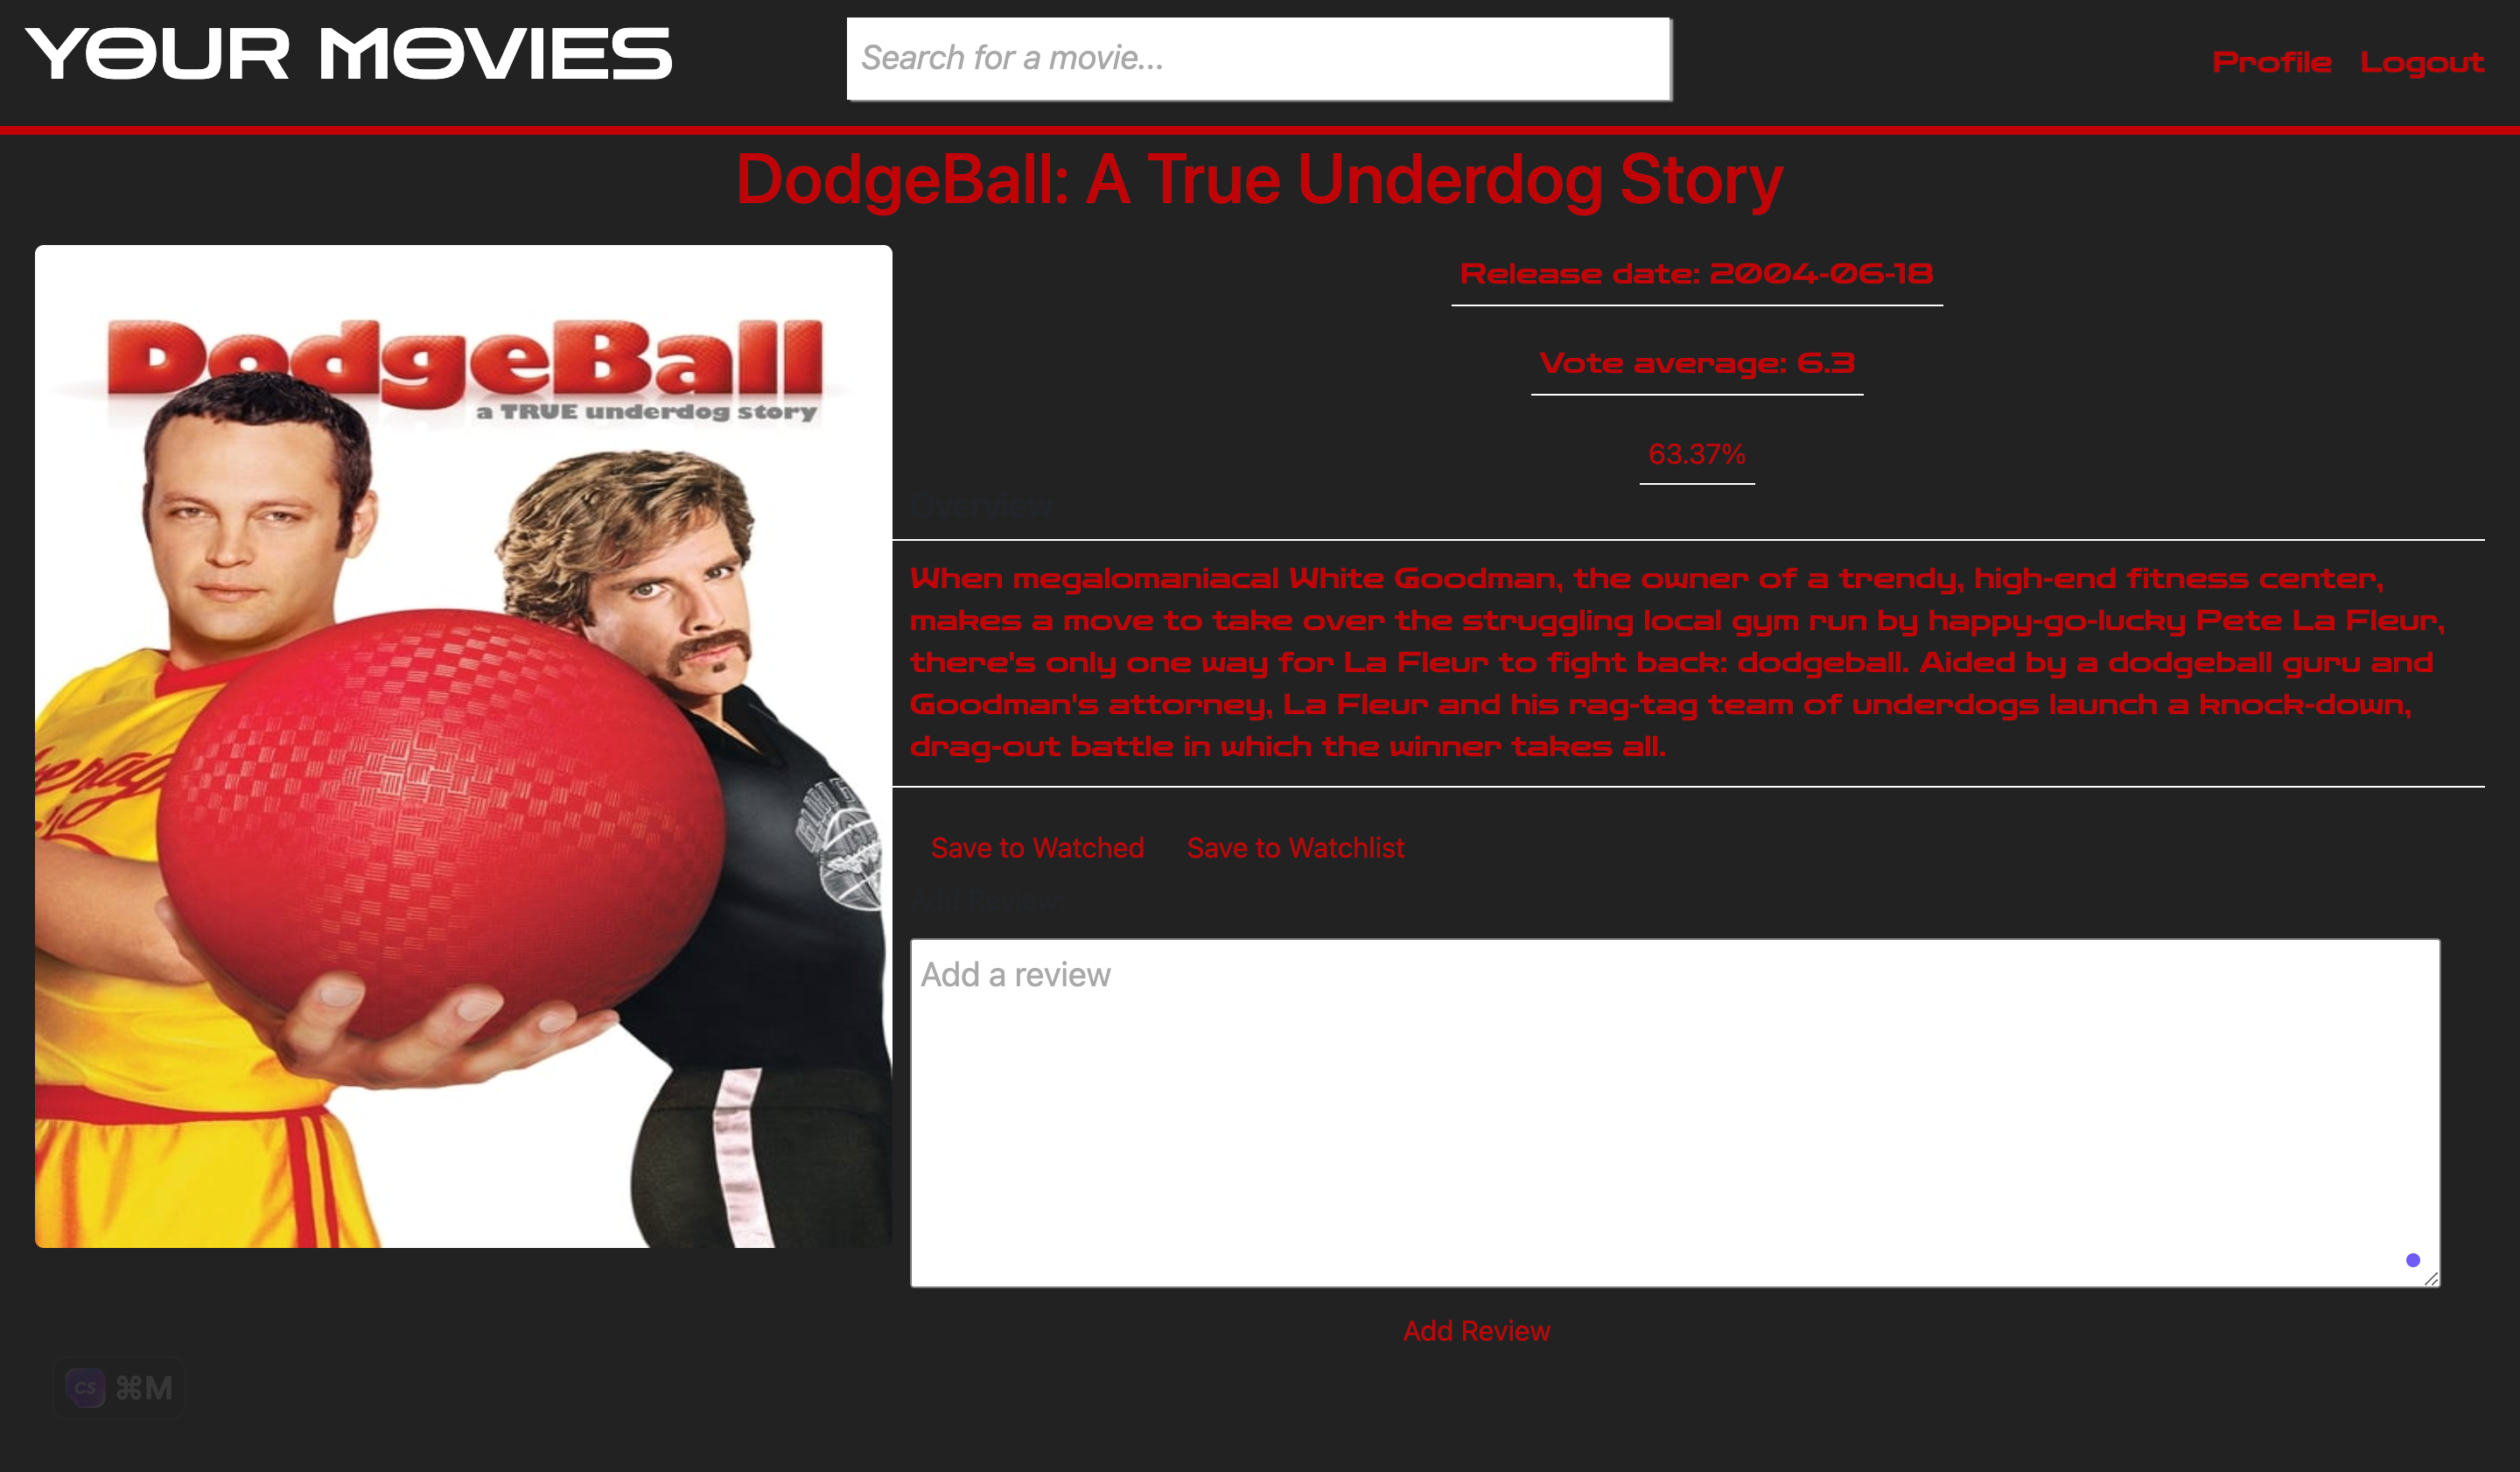 YOUR MOVIES
Search for a movie...
Profile Logout
DodgeBall: A True Underdog Story
DodgeBall
a TRUE underdog story
Release date: 2004-06-18
Vote average: 6.3
63.37%
Overview
When megalomaniacal White Goodman, the owner of a trendy, high-end fitness center,
makes a move to take over the struggling local gym run by happy-go-lucky Pete La Fleur,
there's only one way for La Fleur to fight back: dodgeball. Aided by a dodgeball guru and
Goodman's attorney, La Fleur and his rag-tag team of underdogs launch a knock-down,
drag-out battle in which the winner takes all.
Save to Watched Save to Watchlist
Add Review
Add a review
Add Review
CS ⌘M